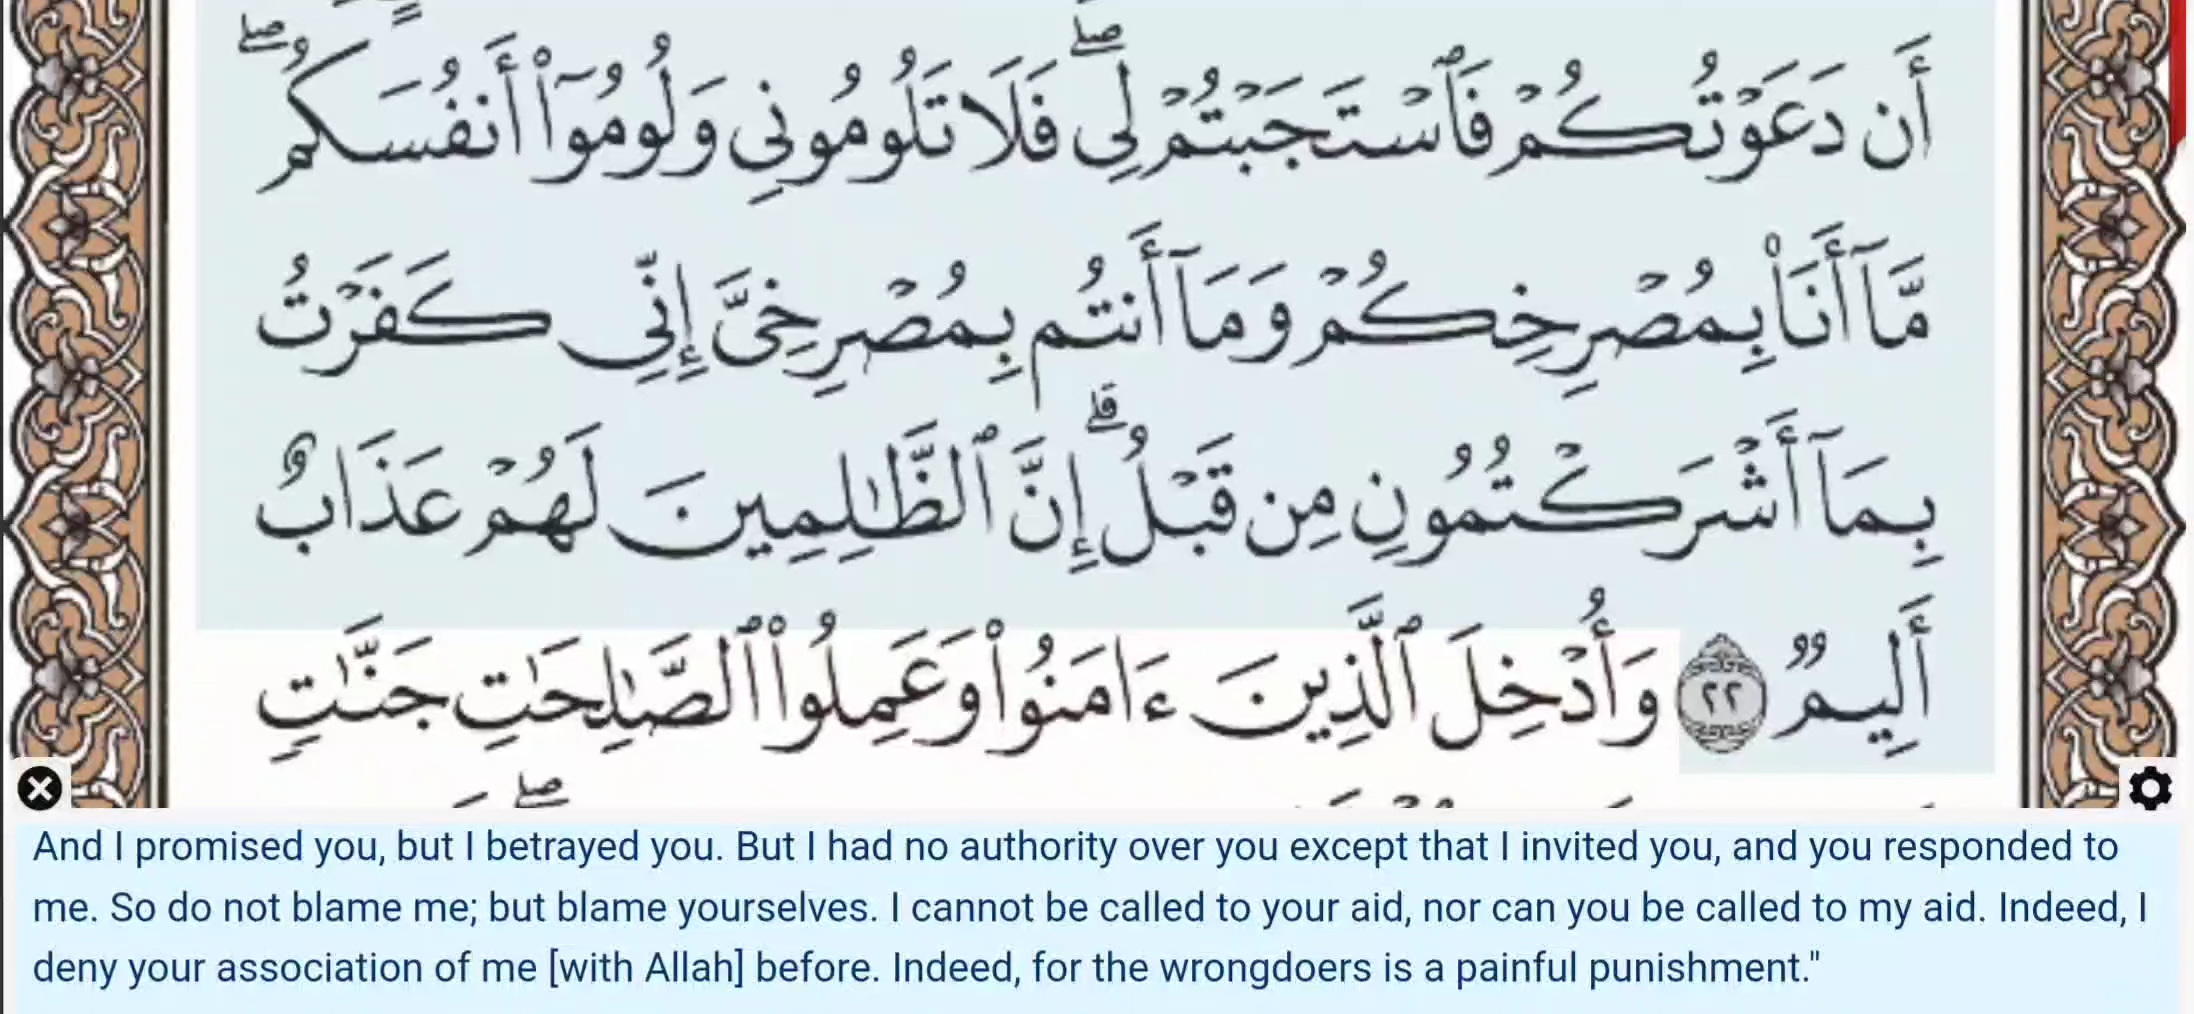 أَن دَعَوْتُكُمْ فَٱسْتَجَبْتُمْ لِي ۖ فَلَا تَلُومُونِي وَلُومُوٓا۟ أَنفُسَكُم ۖ
مَّآ أَنَا۠ بِمُصْرِخِكُمْ وَمَآ أَنتُم بِمُصْرِخِىَّ إِنِّي كَفَرْتُ
بِمَآ أَشْرَكْتُمُونِ مِن قَبْلُ ۗ إِنَّ ٱلظَّٰلِمِينَ لَهُمْ عَذَابٌ
أَلِيمٌ ٢٢ وَأُدْخِلَ ٱلَّذِينَ ءَامَنُوا۟ وَعَمِلُوا۟ ٱلصَّٰلِحَٰتِ جَنَّٰتٍ
And I promised you, but I betrayed you. But I had no authority over you except that I invited you, and you responded to
me. So do not blame me; but blame yourselves. I cannot be called to your aid, nor can you be called to my aid. Indeed, I
deny your association of me [with Allah] before. Indeed, for the wrongdoers is a painful punishment."